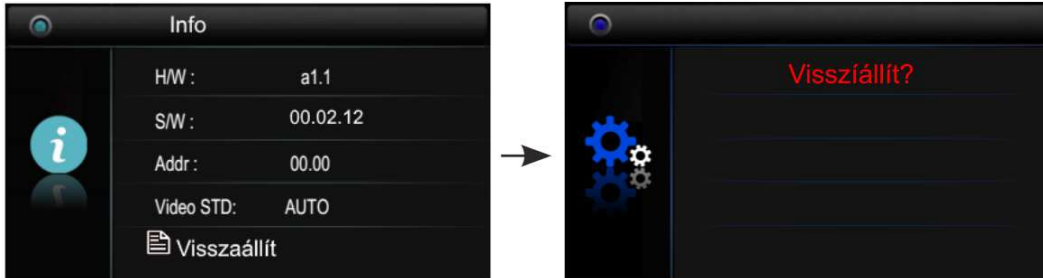 Info
H/W : a1.1
S/W : 00.02.12
Addr : 00.00
Video STD: AUTO
Visszaállít
Visszíállít?